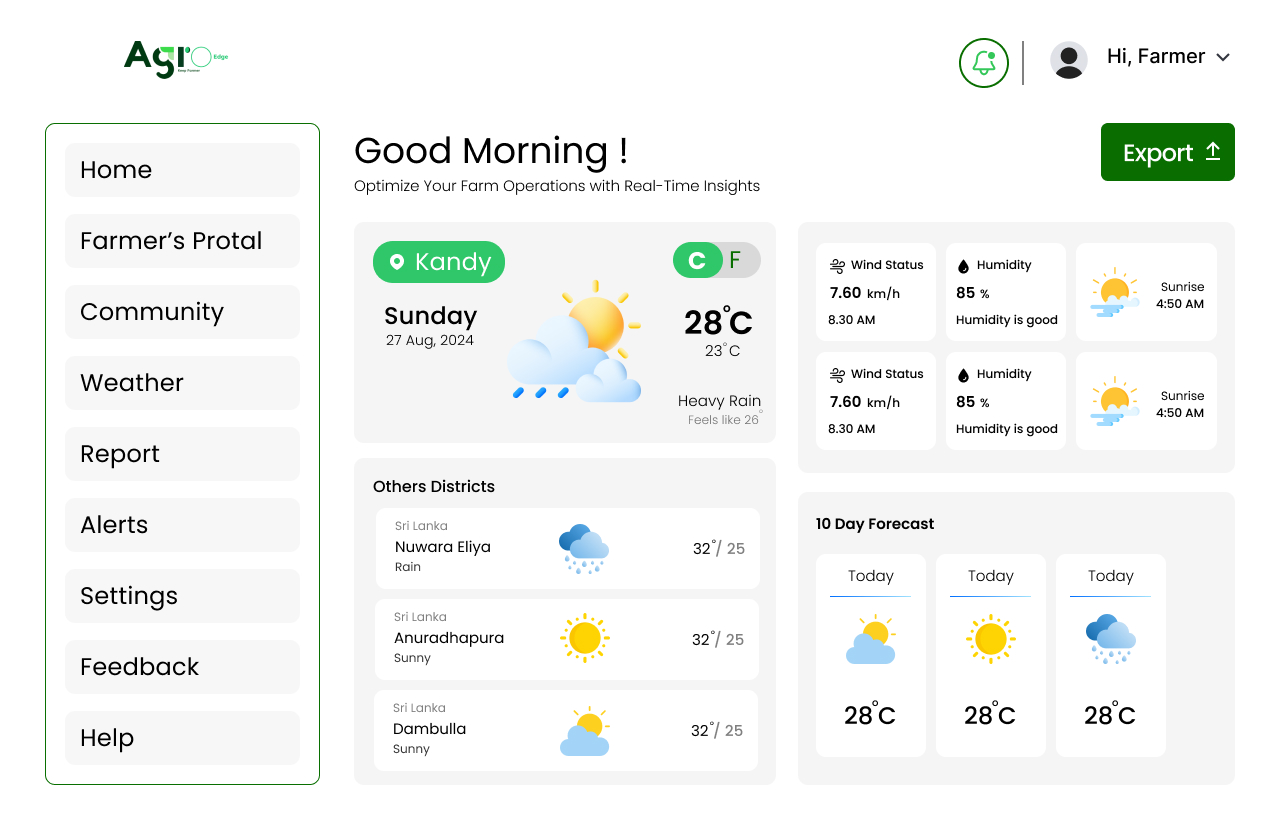 Agro Edge
Hi, Farmer
Home
Farmer’s Protal
Community
Weather
Report
Alerts
Settings
Feedback
Help
Good Morning !
Optimize Your Farm Operations with Real-Time Insights
Export
Kandy
C F
Sunday
27 Aug, 2024
28°C
23°C
Heavy Rain
Feels like 26°
Wind Status
7.60 km/h
8.30 AM
Humidity
85 %
Humidity is good
Sunrise
4:50 AM
Wind Status
7.60 km/h
8.30 AM
Humidity
85 %
Humidity is good
Sunrise
4:50 AM
Others Districts
Sri Lanka
Nuwara Eliya
Rain
32°/ 25
Sri Lanka
Anuradhapura
Sunny
32°/ 25
Sri Lanka
Dambulla
Sunny
32°/ 25
10 Day Forecast
Today
28°C
Today
28°C
Today
28°C